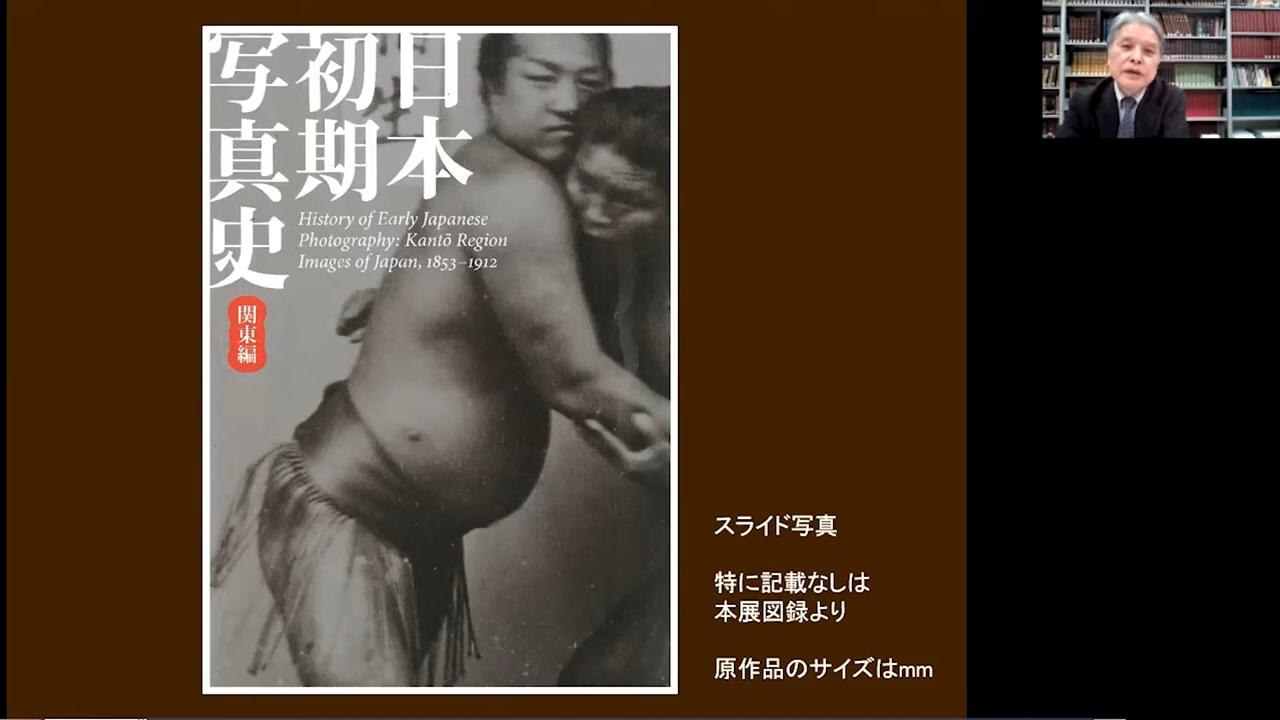 日本
初期
写真史
History of Early Japanese
Photography: Kantō Region
Images of Japan, 1853–1912
関東編
スライド写真
特に記載なしは
本展図録より
原作品のサイズはmm